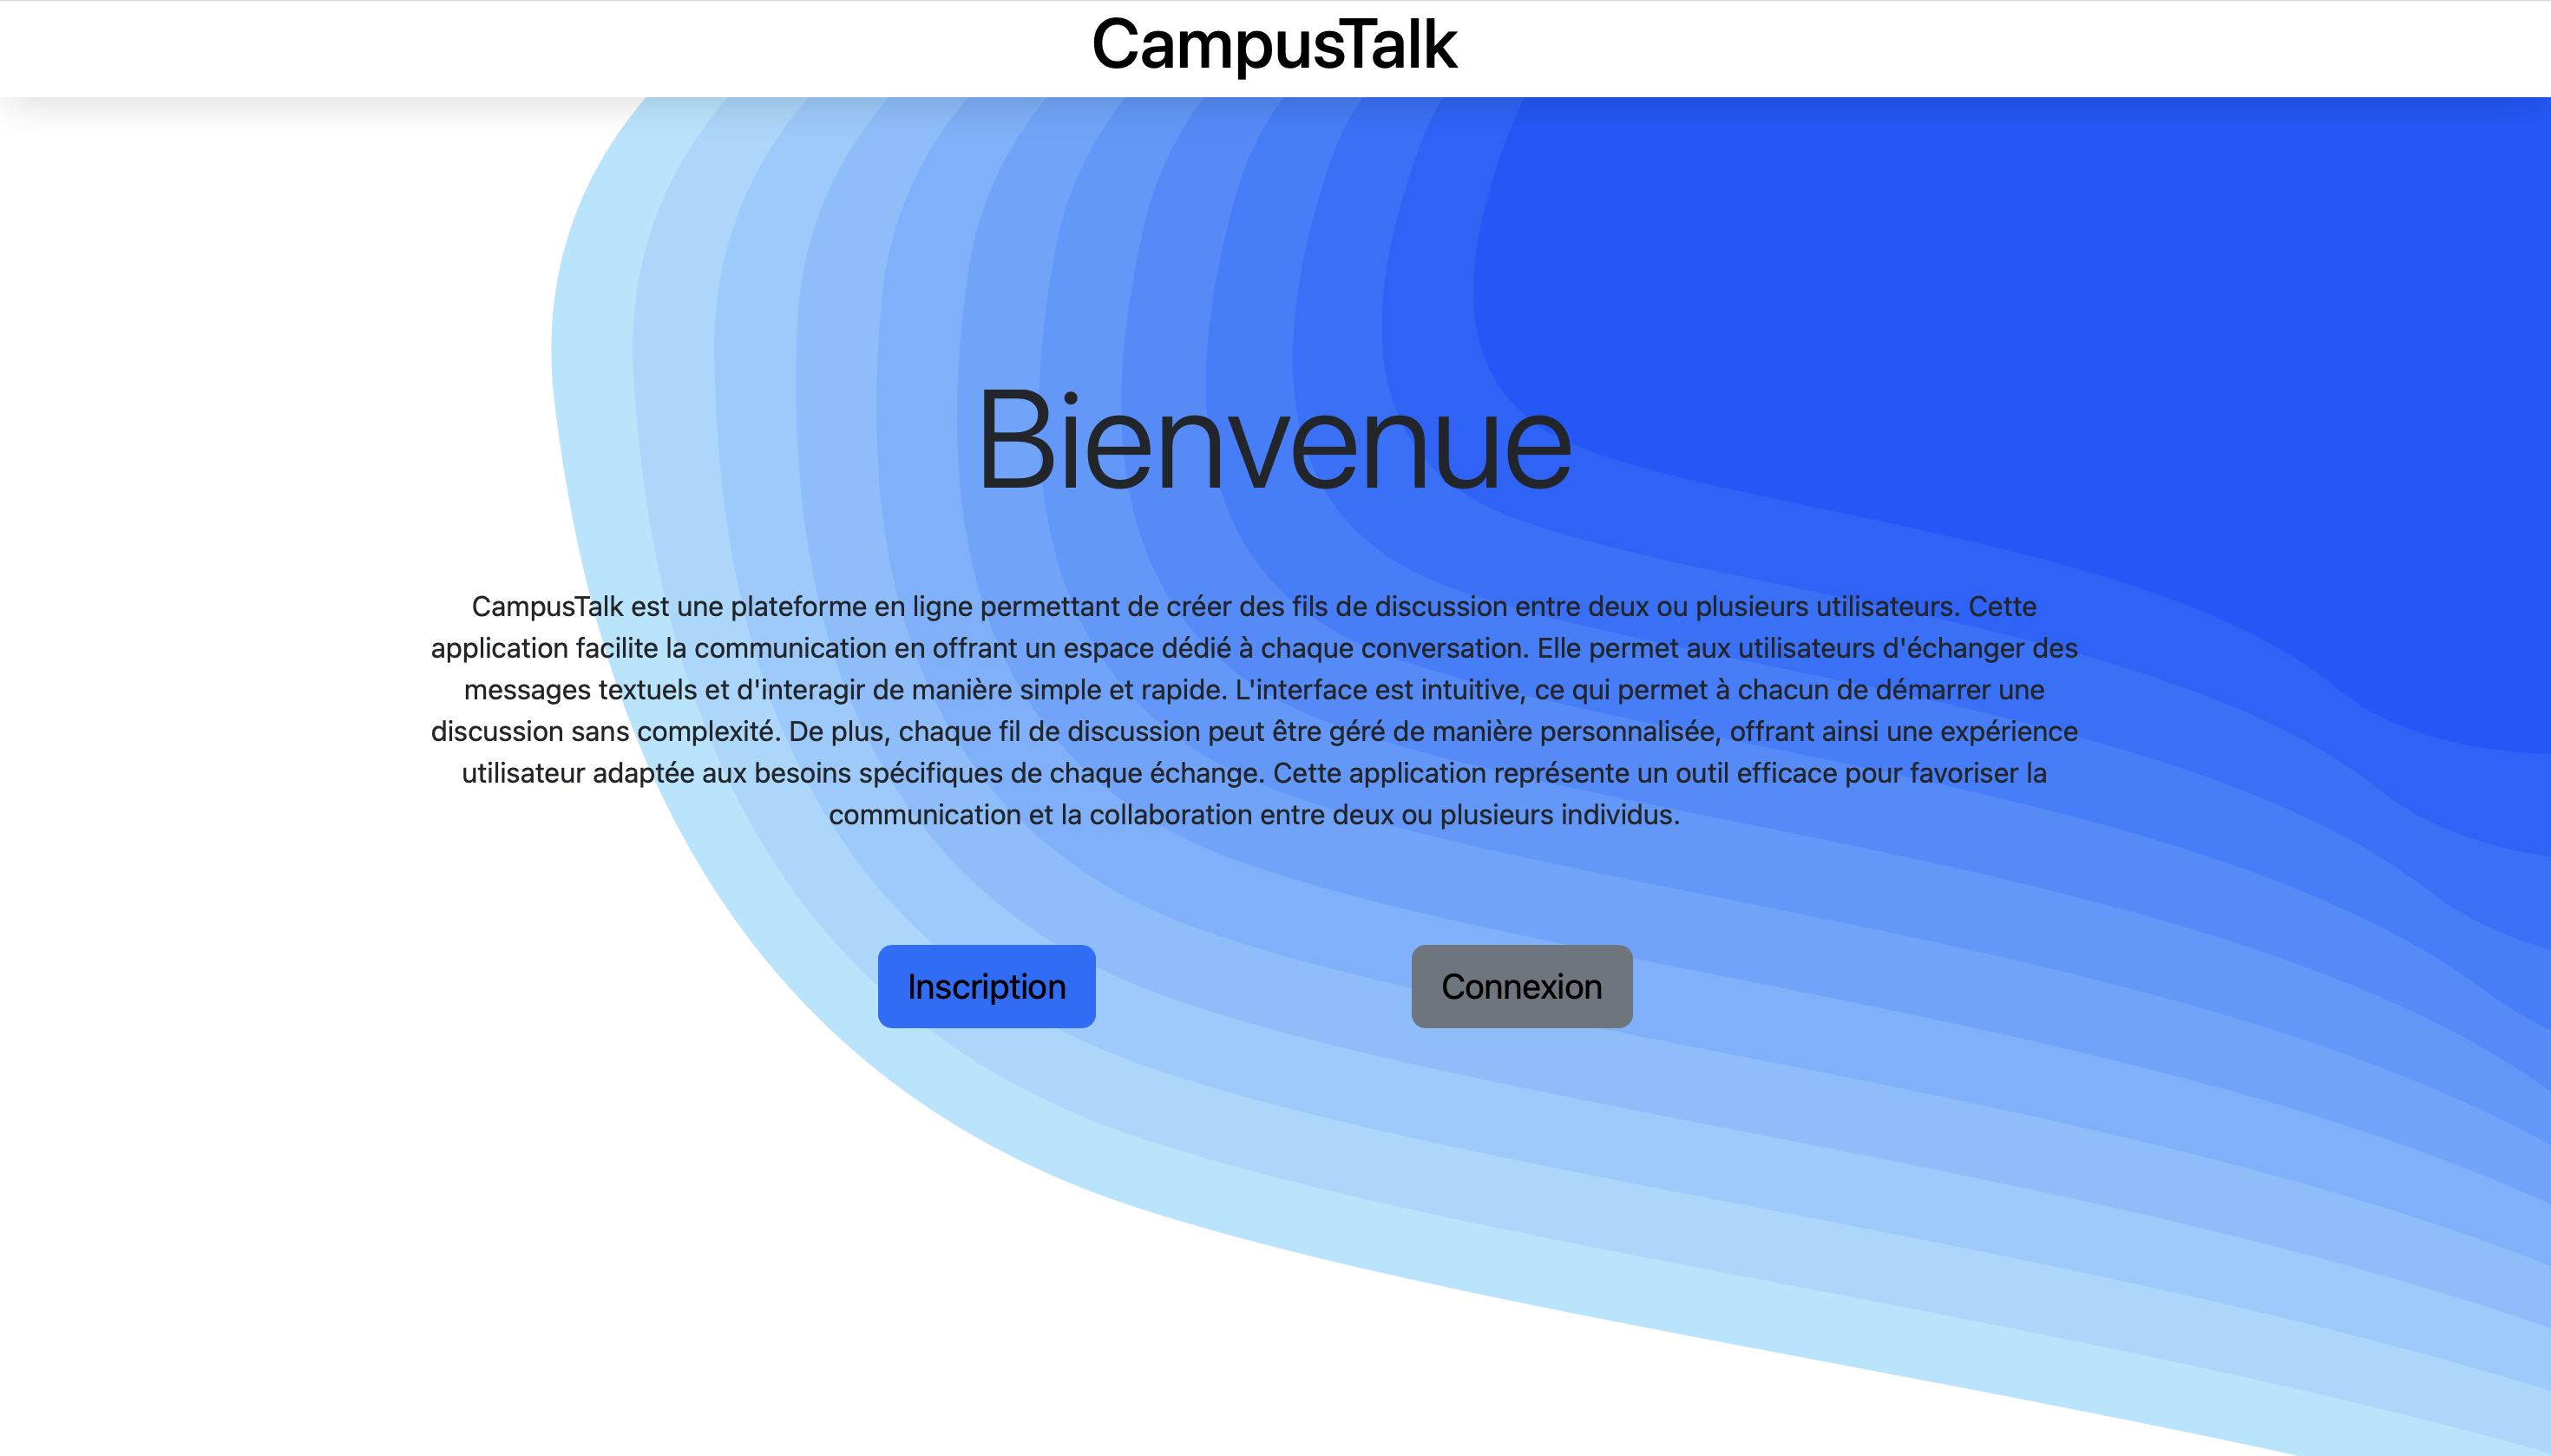 CampusTalk
Bienvenue
CampusTalk est une plateforme en ligne permettant de créer des fils de discussion entre deux ou plusieurs utilisateurs. Cette
application facilite la communication en offrant un espace dédié à chaque conversation. Elle permet aux utilisateurs d'échanger des
messages textuels et d'interagir de manière simple et rapide. L'interface est intuitive, ce qui permet à chacun de démarrer une
discussion sans complexité. De plus, chaque fil de discussion peut être géré de manière personnalisée, offrant ainsi une expérience
utilisateur adaptée aux besoins spécifiques de chaque échange. Cette application représente un outil efficace pour favoriser la
communication et la collaboration entre deux ou plusieurs individus.
Inscription
Connexion